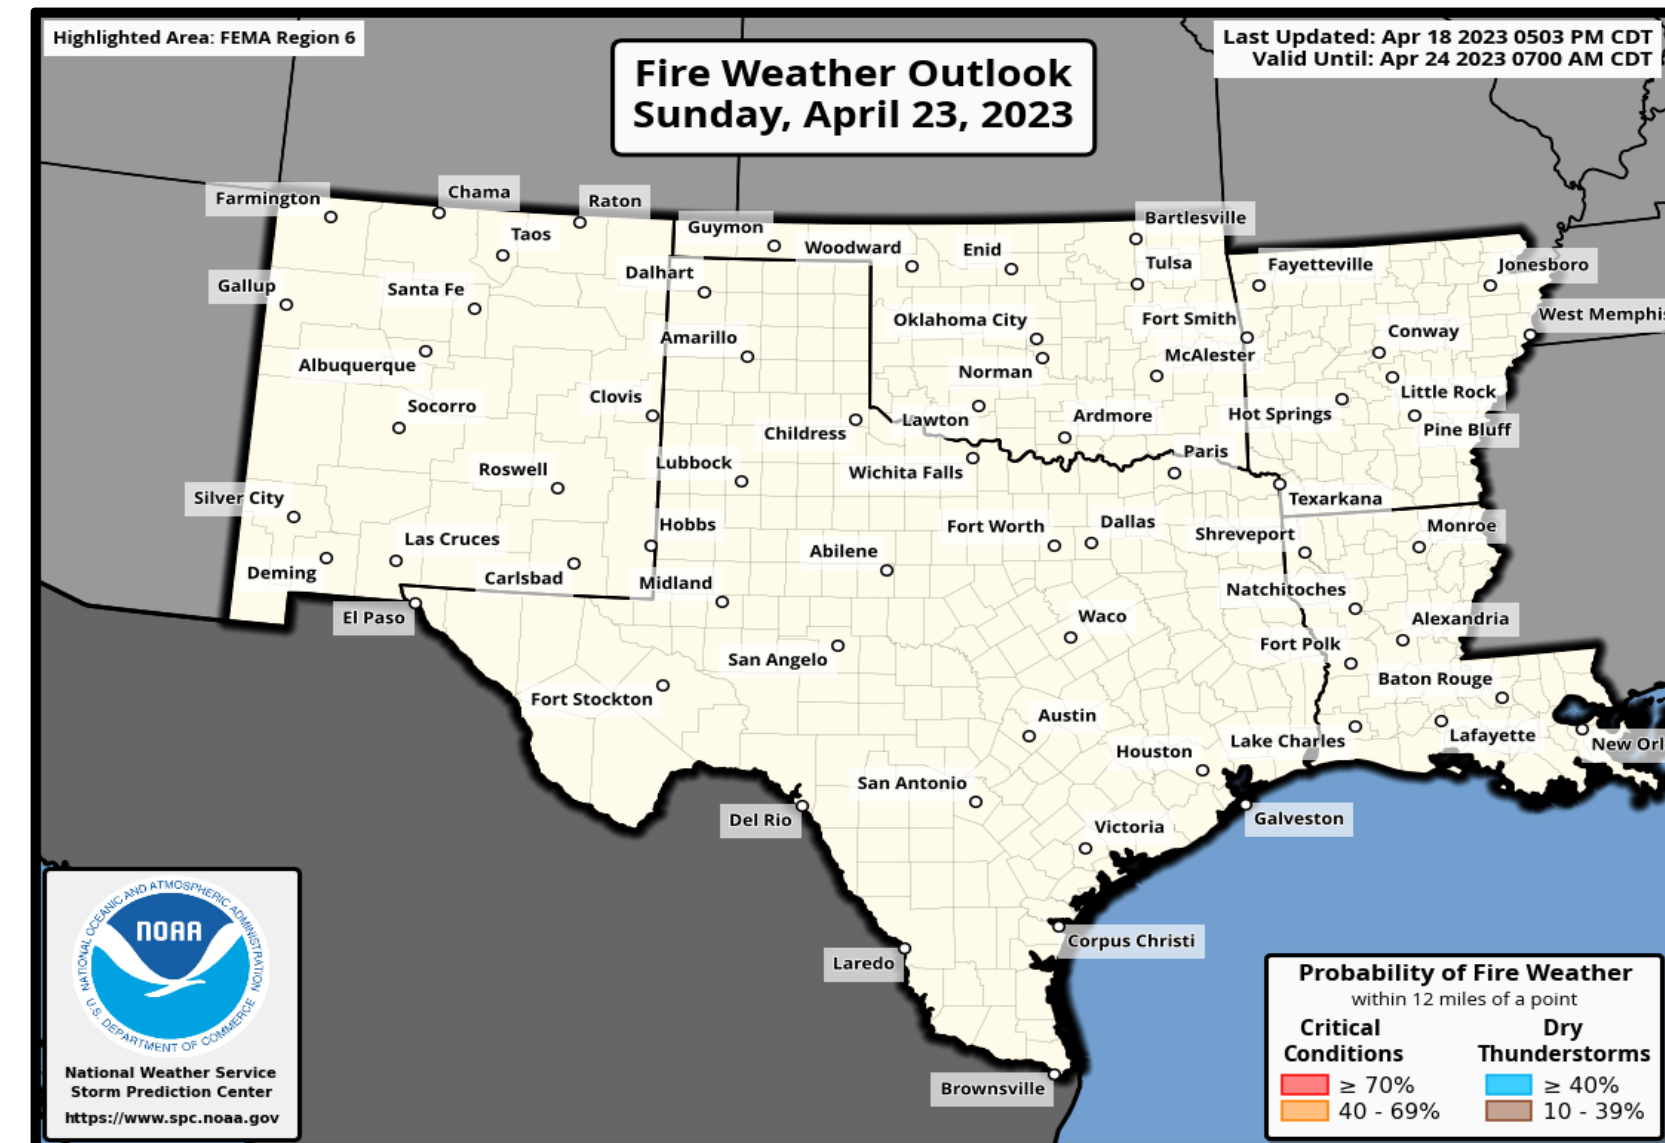 Highlighted Area: FEMA Region 6
Fire Weather Outlook
Sunday, April 23, 2023
Last Updated: Apr 18 2023 0503 PM CDT
Valid Until: Apr 24 2023 0700 AM CDT
Farmington
Chama
Raton
Taos
Guymon
Woodward
Enid
Bartlesville
Tulsa
Fayetteville
Jonesboro
Gallup
Santa Fe
Dalhart
Oklahoma City
Fort Smith
West Memphis
Albuquerque
Amarillo
Norman
McAlester
Conway
Little Rock
Socorro
Clovis
Childress
Lawton
Ardmore
Hot Springs
Pine Bluff
Roswell
Lubbock
Wichita Falls
Paris
Texarkana
Silver City
Las Cruces
Hobbs
Abilene
Fort Worth
Dallas
Shreveport
Monroe
Deming
Carlsbad
Midland
Natchitoches
El Paso
Waco
Alexandria
San Angelo
Fort Polk
Fort Stockton
Baton Rouge
Austin
Houston
Lake Charles
Lafayette
New Orl
San Antonio
Del Rio
Victoria
Galveston
Laredo
Corpus Christi
Brownsville
NATIONAL OCEANIC AND ATMOSPHERIC ADMINISTRATION
NOAA
U.S. DEPARTMENT OF COMMERCE
National Weather Service
Storm Prediction Center
https://www.spc.noaa.gov
Probability of Fire Weather
within 12 miles of a point
Critical Conditions
≥ 70%
40 - 69%
Dry Thunderstorms
≥ 40%
10 - 39%